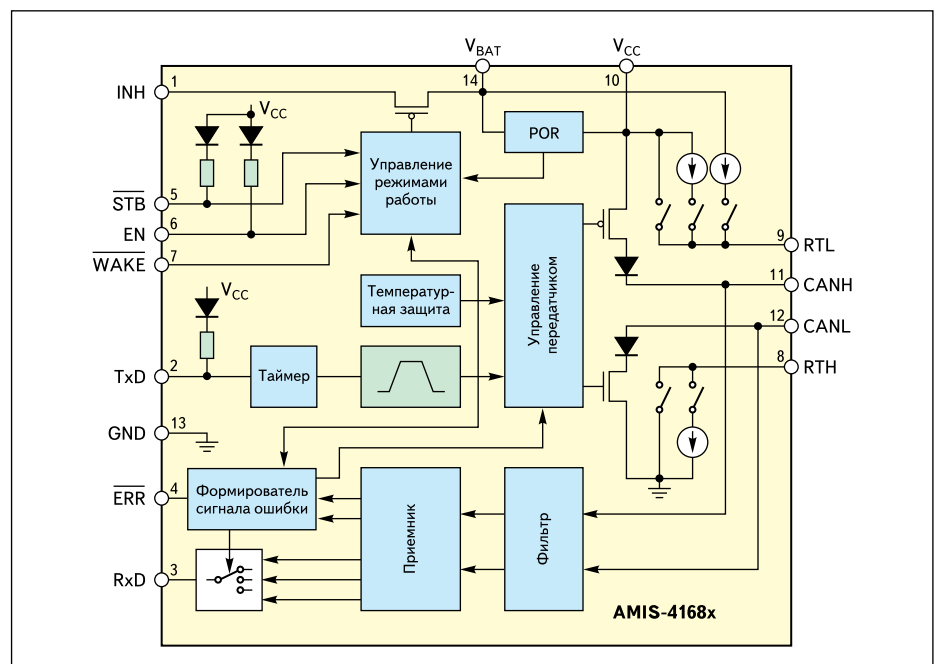 V_BAT
V_CC
14
10
INH
1
V_CC
POR
Управление
режимами
работы
STB
5
EN
6
WAKE
7
9
RTL
11
CANH
Температур-
ная защита
Управление
передатчиком
V_CC
12
CANL
8
RTH
TxD
2
Таймер
GND
13
ERR
4
Формирователь
сигнала ошибки
Приемник
Фильтр
RxD
3
AMIS-4168x